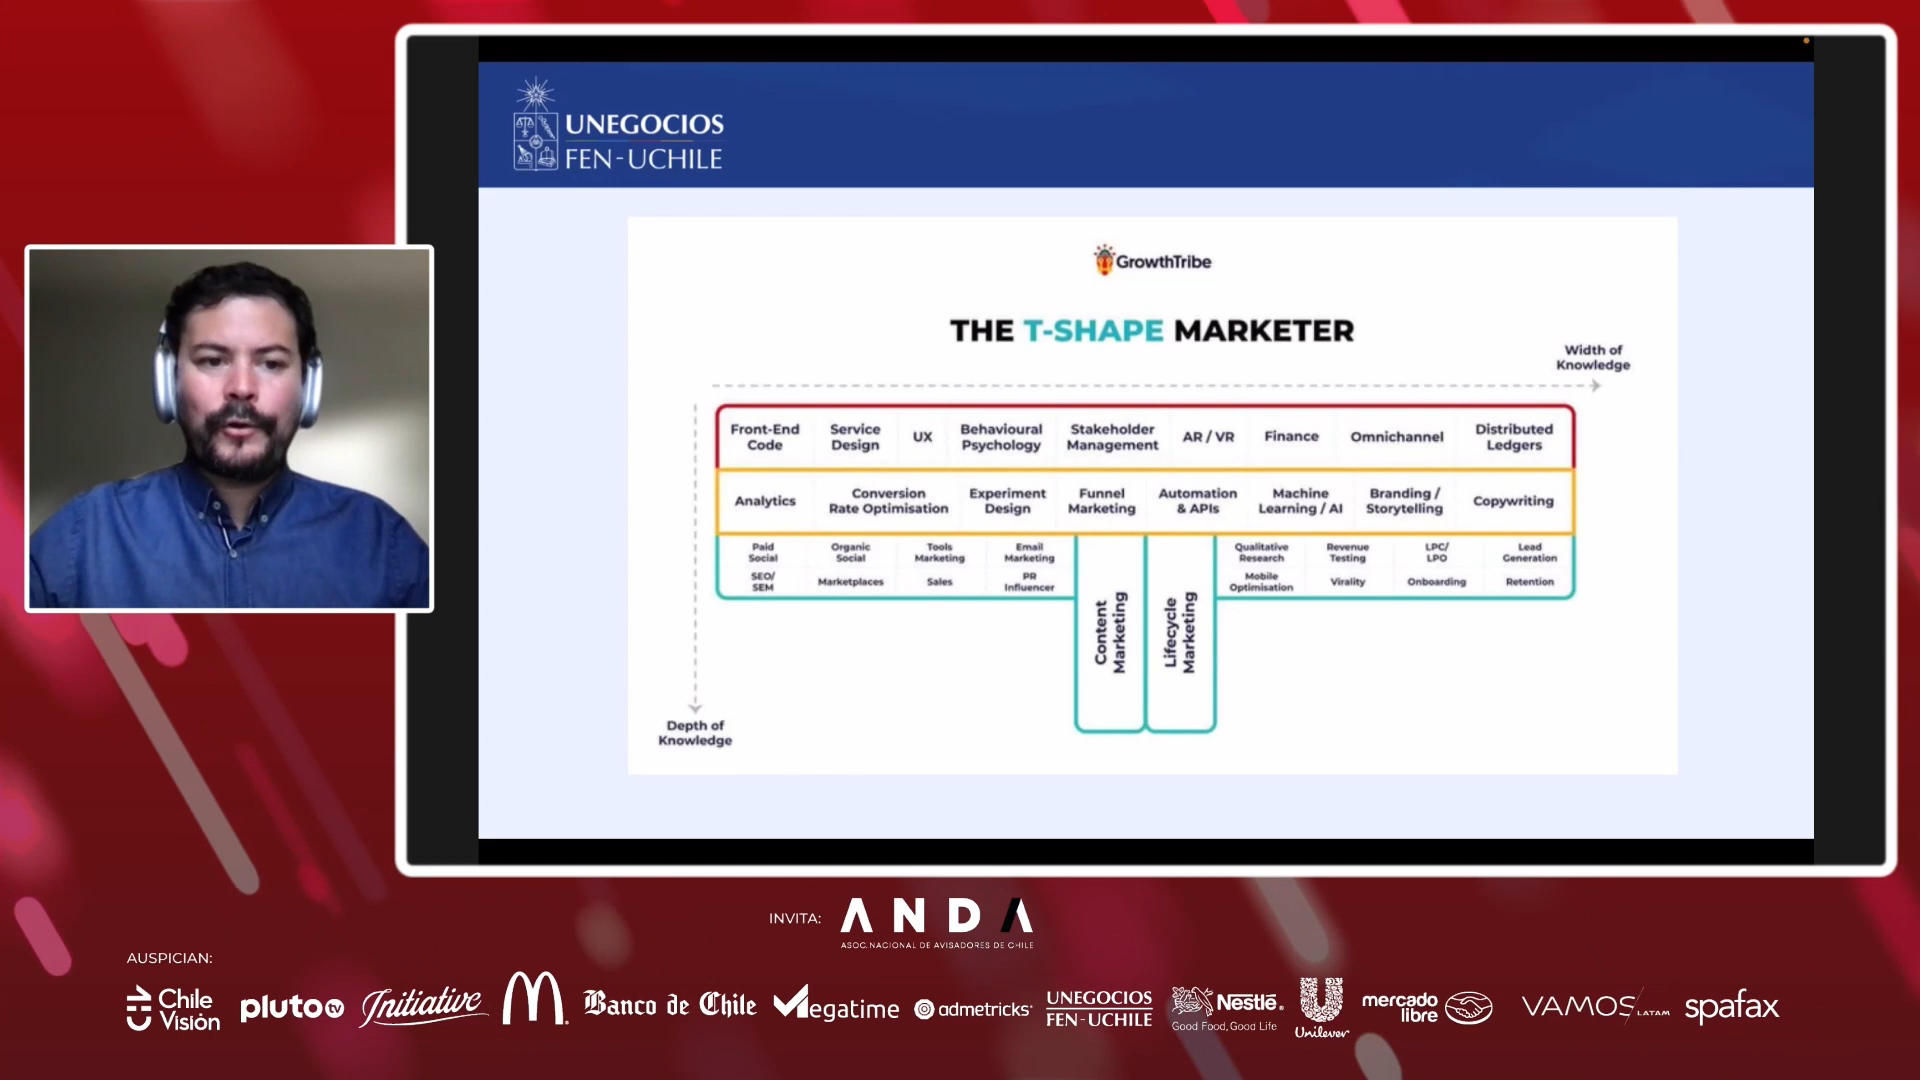 UNEGOCIOS
FEN-UCHILE
GrowthTribe
THE T-SHAPE MARKETER
Width of
Knowledge
Front-End
Code
Service
Design
UX
Behavioural
Psychology
Stakeholder
Management
AR / VR
Finance
Omnichannel
Distributed
Ledgers
Analytics
Conversion
Rate Optimisation
Experiment
Design
Funnel
Marketing
Automation
& APIs
Machine
Learning / AI
Branding /
Storytelling
Copywriting
Paid
Social
Organic
Social
Tools
Marketing
Email
Marketing
Qualitative
Research
Revenue
Testing
LPC/
LPO
Lead
Generation
SEO/
SEM
Marketplaces
Sales
PR
Influencer
Mobile
Optimisation
Virality
Onboarding
Retention
Content
Marketing
Lifecycle
Marketing
Depth of
Knowledge
INVITA:
ANDA
ASOC. NACIONAL DE AVISADORES DE CHILE
AUSPICIAN:
CHV
Chile
Visión
pluto tv
Initiative
M
Banco de Chile
Megatime
admetricks
UNEGOCIOS
FEN-UCHILE
Nestlé
Good Food, Good Life
Unilever
mercado
libre
VAMOS LATAM
spafax